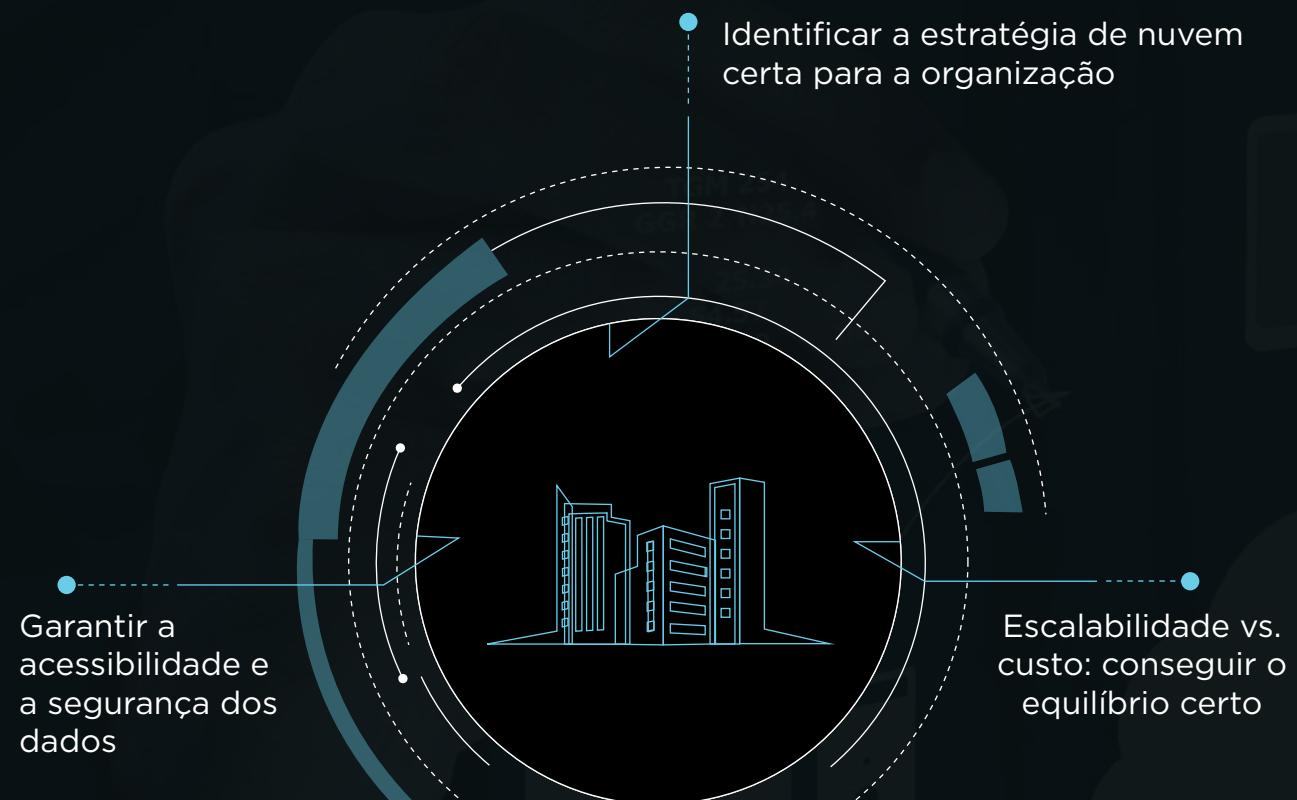 Identificar a estratégia de nuvem
certa para a organização
Garantir a
acessibilidade e
a segurança dos
dados
Escalabilidade vs.
custo: conseguir o
equilíbrio certo